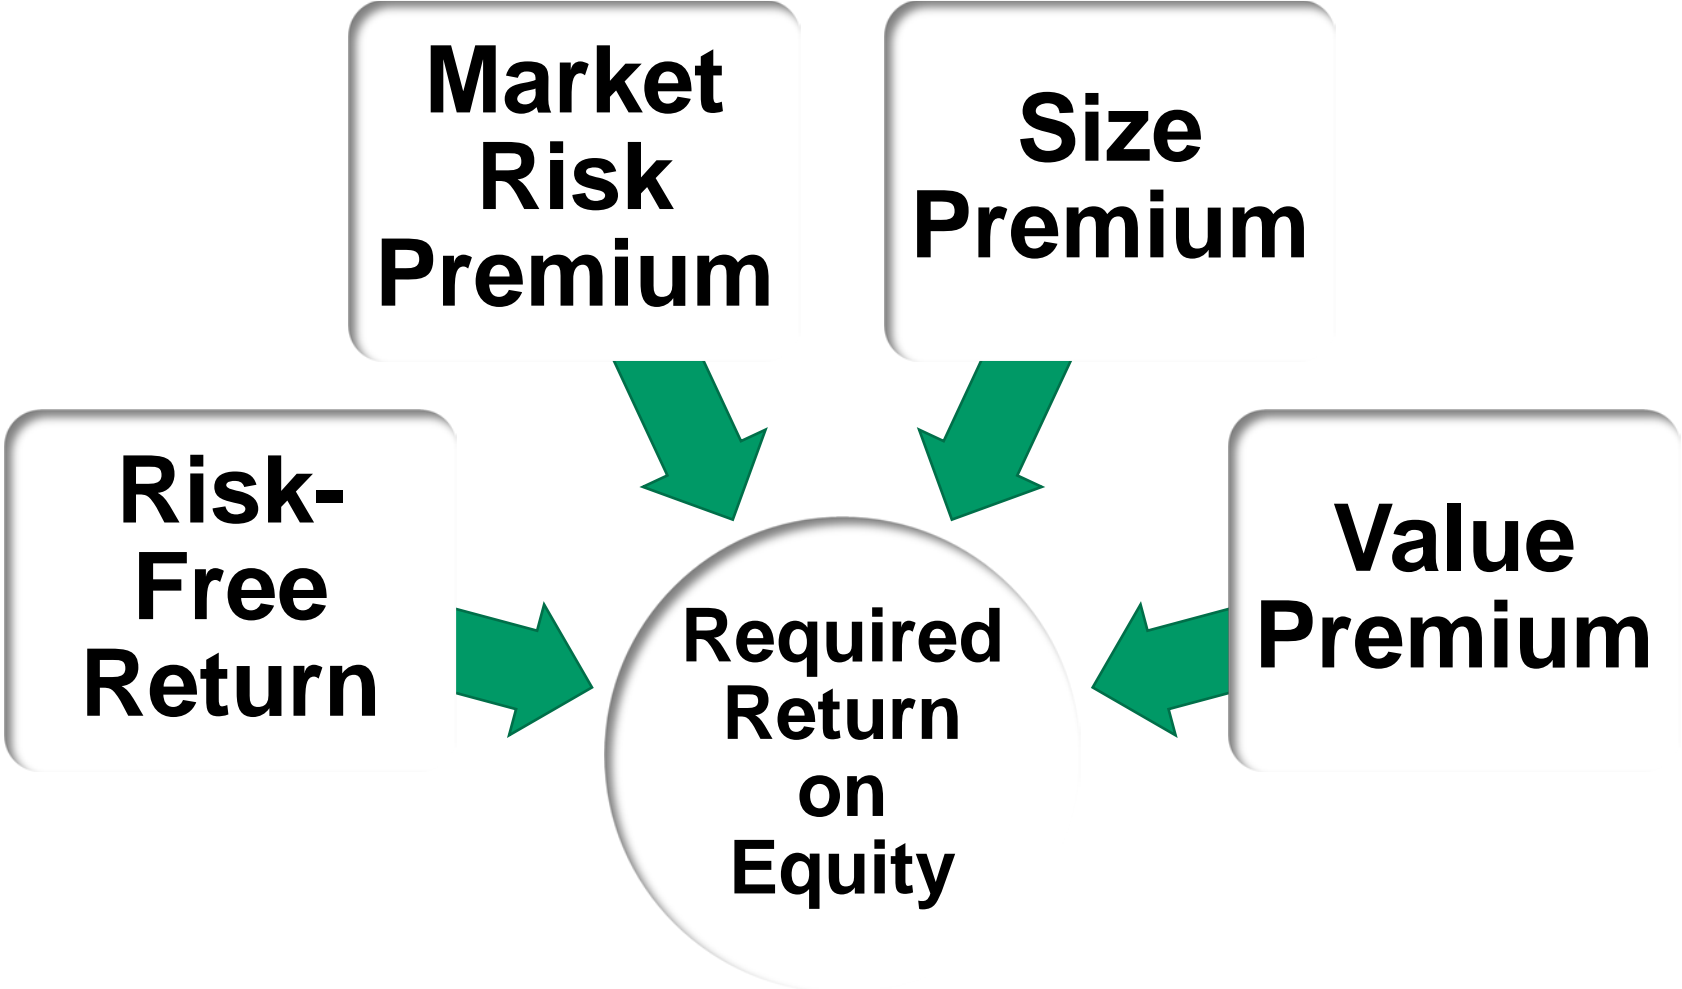 Market
Risk
Premium
Size
Premium
Risk-
Free
Return
Value
Premium
Required
Return
on
Equity